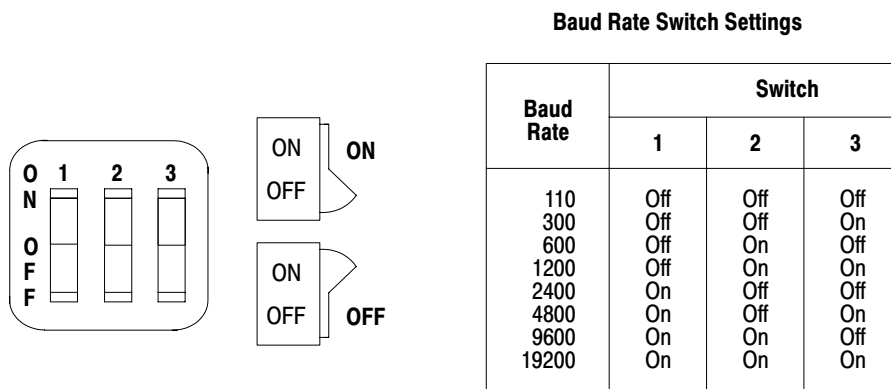 Baud Rate Switch Settings
O N
O F F
1 2 3
ON
OFF
ON
ON
OFF
OFF
Baud Rate
Switch
1 2 3
110 Off Off Off
300 Off Off On
600 Off On Off
1200 Off On On
2400 On Off Off
4800 On Off On
9600 On On Off
19200 On On On